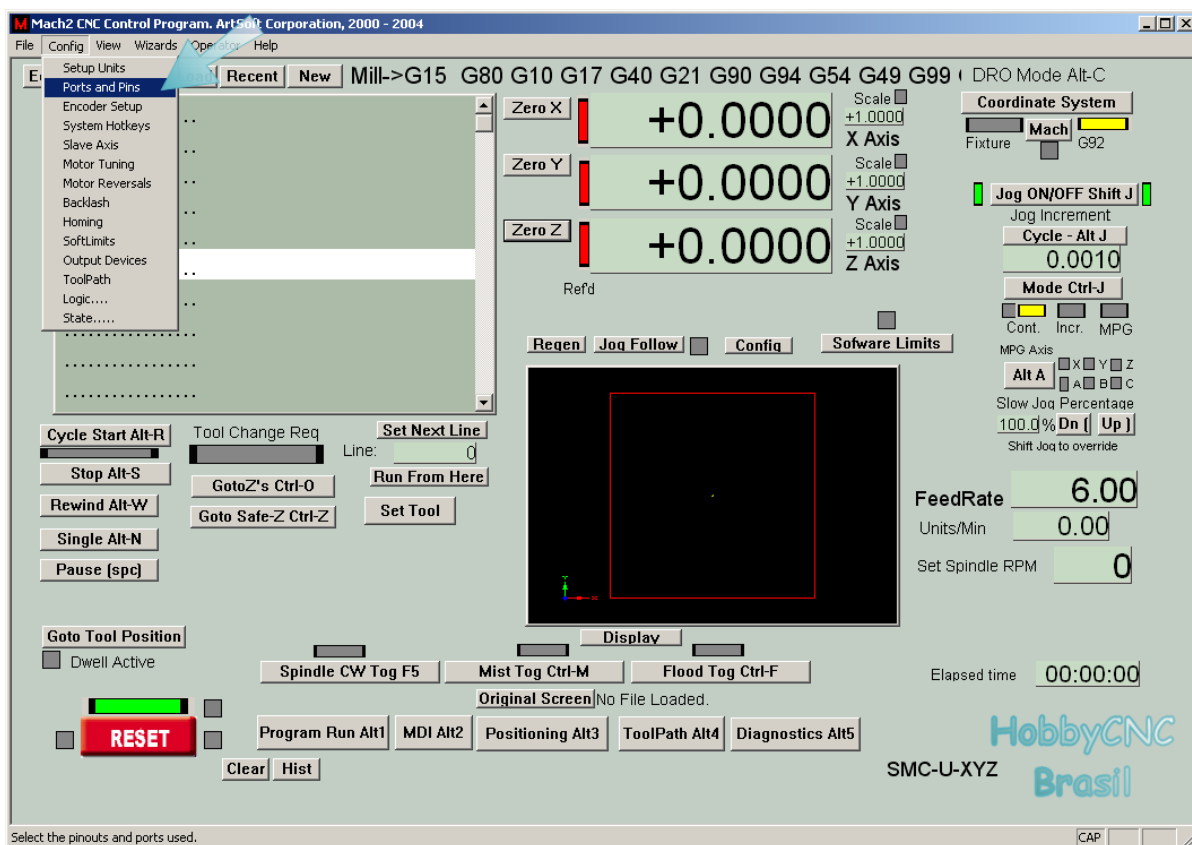 Mach2 CNC Control Program. ArtSoft Corporation, 2000 - 2004
File Config View Wizards Operator Help
Setup Units
Ports and Pins
Encoder Setup
System Hotkeys
Slave Axis
Motor Tuning
Motor Reversals
Backlash
Homing
SoftLimits
Output Devices
ToolPath
Logic....
State.....
Recent New Mill->G15 G80 G10 G17 G40 G21 G90 G94 G54 G49 G99 ( DRO Mode Alt-C
Zero X +0.0000 Scale +1.0000 X Axis
Zero Y +0.0000 Scale +1.0000 Y Axis
Zero Z +0.0000 Scale +1.0000 Z Axis
Ref'd
Coordinate System
Fixture Mach G92
Jog ON/OFF Shift J
Jog Increment
Cycle - Alt J
0.0010
Mode Ctrl-J
Cont. Incr. MPG
MPG Axis
Alt A X Y Z
A B C
Slow Jog Percentage
100.0 % Dn [ Up ]
Shift Jog to override
Regen Jog Follow Config Sofware Limits
Cycle Start Alt-R Tool Change Req Set Next Line
Line: 0
Stop Alt-S GotoZ's Ctrl-O Run From Here
Rewind Alt-W Goto Safe-Z Ctrl-Z Set Tool
Single Alt-N
Pause (spc)
FeedRate 6.00
Units/Min 0.00
Set Spindle RPM 0
Y
X
Goto Tool Position Display
Dwell Active
Spindle CW Tog F5 Mist Tog Ctrl-M Flood Tog Ctrl-F
Elapsed time 00:00:00
Original Screen No File Loaded.
RESET Program Run Alt1 MDI Alt2 Positioning Alt3 ToolPath Alt4 Diagnostics Alt5
Clear Hist
SMC-U-XYZ
HobbyCNC
Brasil
Select the pinouts and ports used. CAP